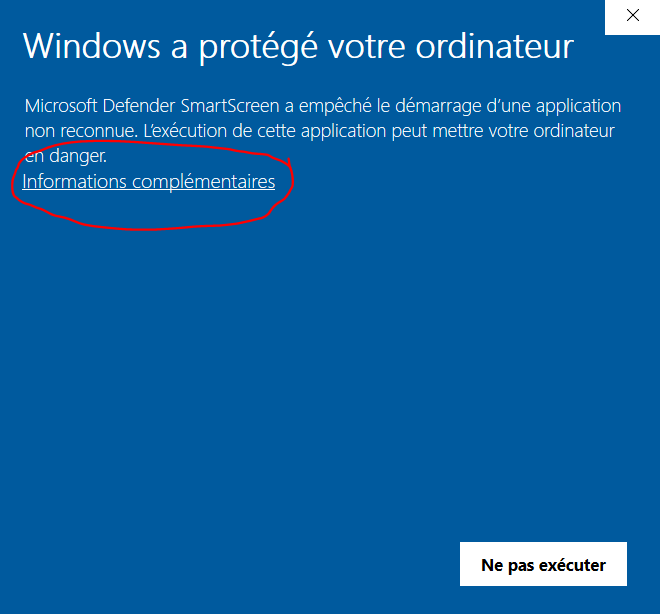 Windows a protégé votre ordinateur
Microsoft Defender SmartScreen a empêché le démarrage d’une application
non reconnue. L’exécution de cette application peut mettre votre ordinateur
en danger.
Informations complémentaires
Ne pas exécuter